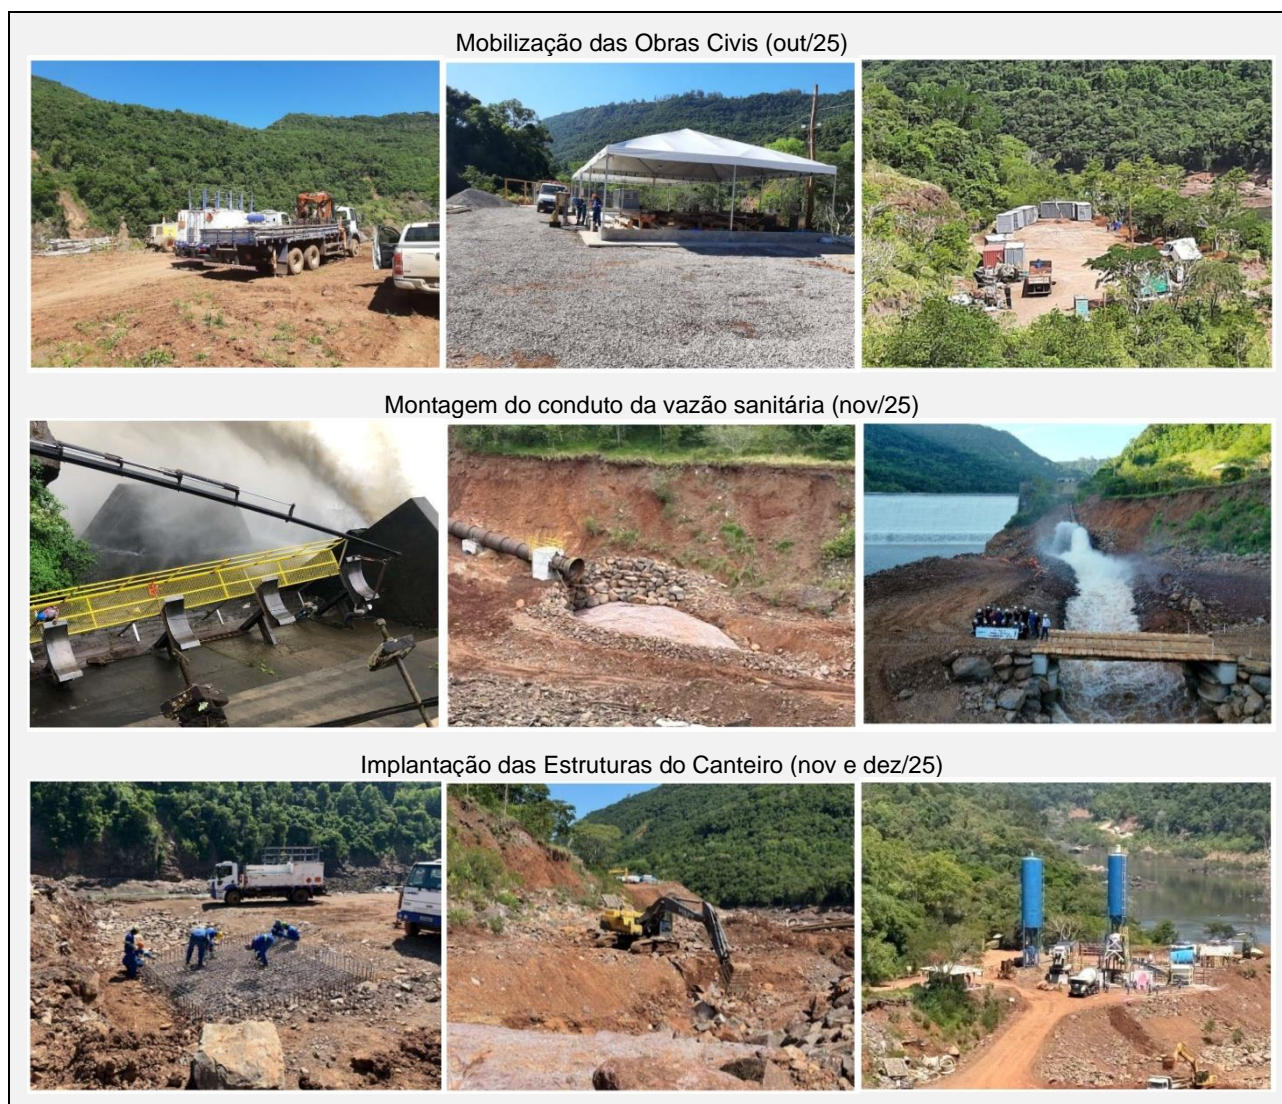 Mobilização das Obras Civis (out/25)
Montagem do conduto da vazão sanitária (nov/25)
Implantação das Estruturas do Canteiro (nov e dez/25)